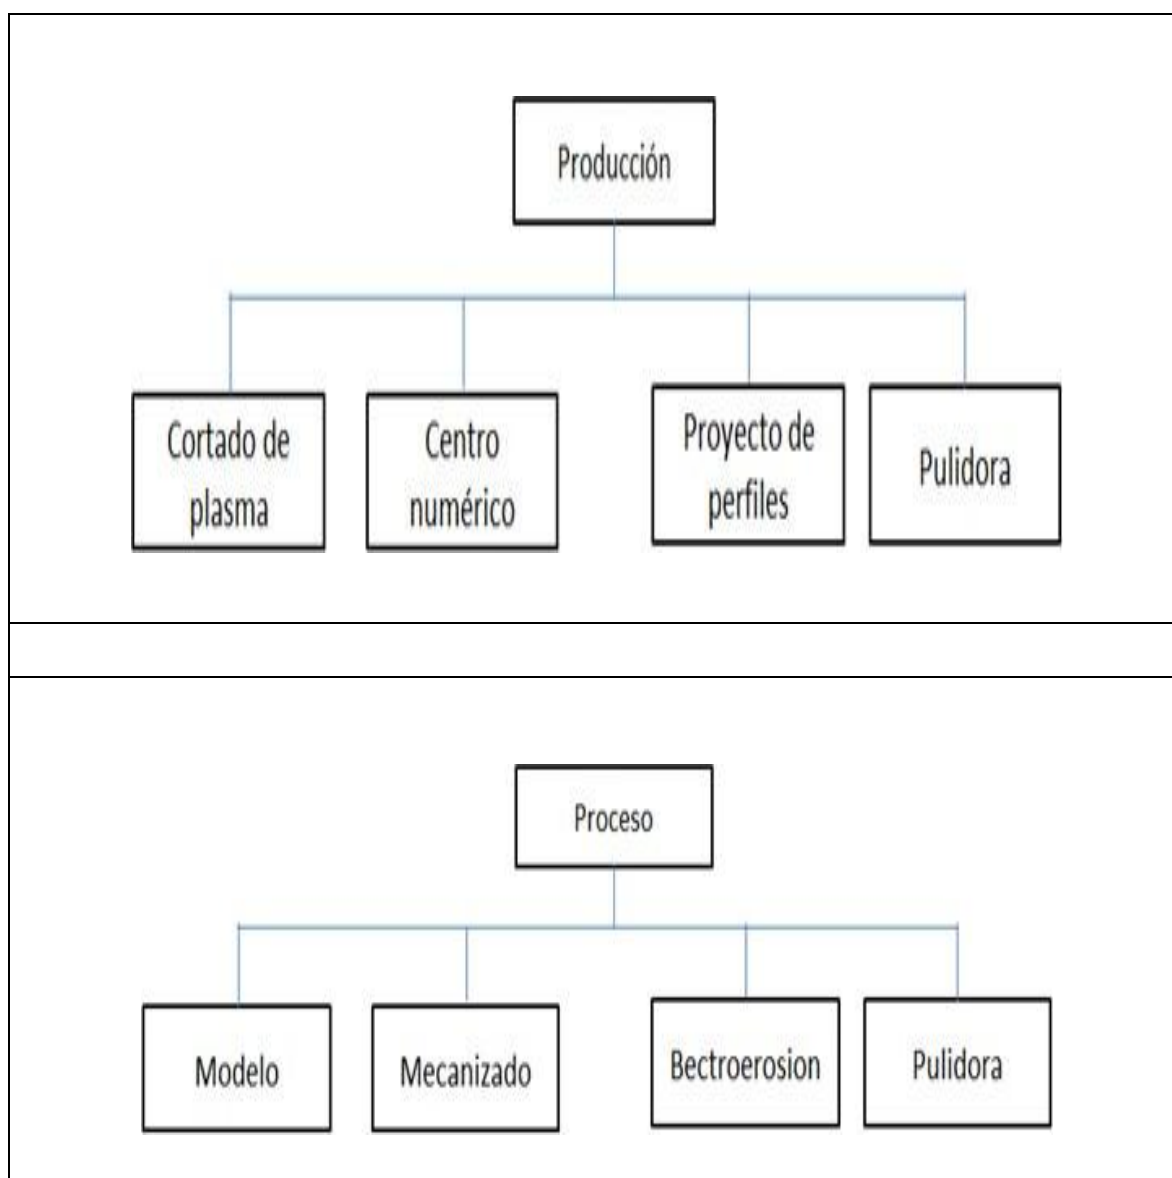 Producción
Cortado de
plasma
Centro
numérico
Proyecto de
perfiles
Pulidora
Proceso
Modelo
Mecanizado
Bectroerosion
Pulidora